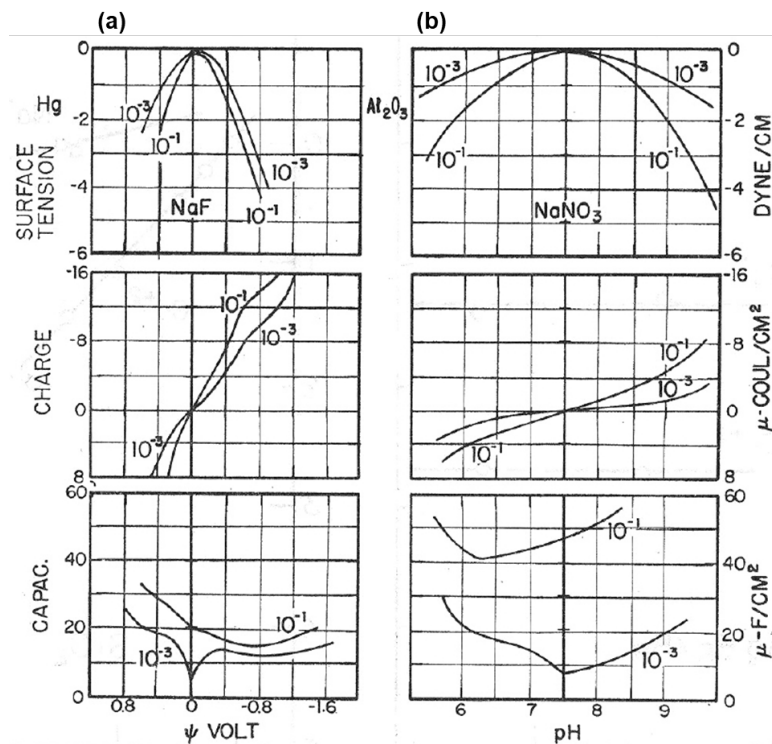 (a) (b)
Hg
SURFACE TENSION
0
-2
-4
-6
10⁻³
10⁻¹
10⁻³
10⁻¹
NaF
Al₂O₃
10⁻³
10⁻³
10⁻¹
10⁻¹
NaNO₃
0
-2
-4
-6
DYNE/CM
CHARGE
-16
-8
0
8
10⁻¹
10⁻³
10⁻³
10⁻¹
10⁻³
10⁻¹
-16
-8
0
8
μ-COUL/CM²
CAPAC.
60
40
20
0
10⁻¹
10⁻³
10⁻¹
10⁻³
60
40
20
0
μ-F/CM²
0.8 0 -0.8 -1.6
ψ VOLT
6 7 8 9
pH